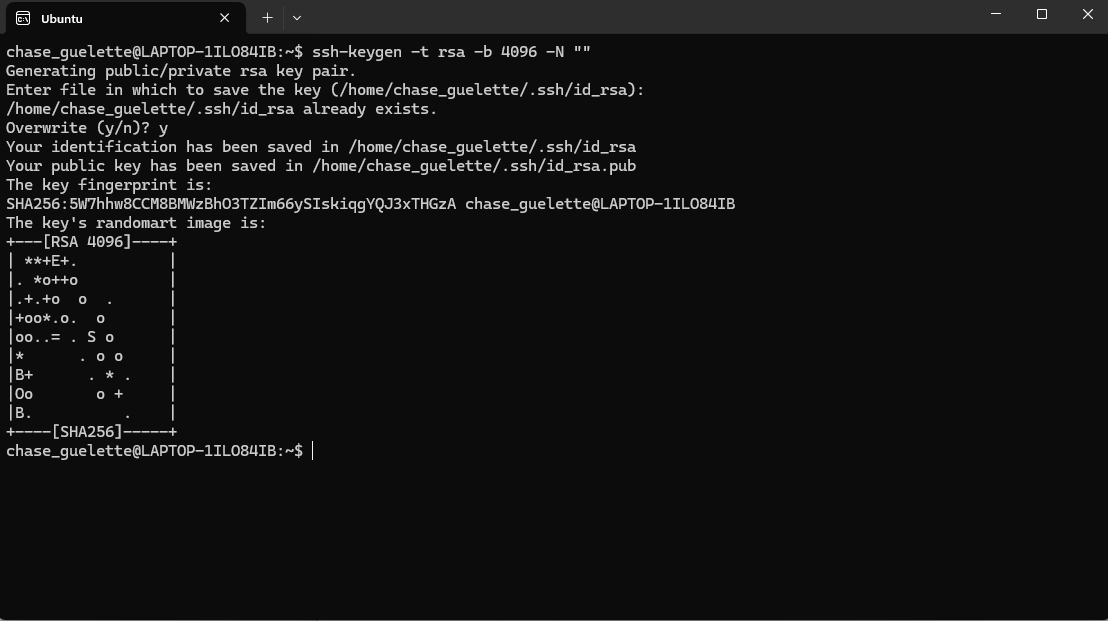 Ubuntu
chase_guelette@LAPTOP-1ILO84IB:~$ ssh-keygen -t rsa -b 4096 -N ""
Generating public/private rsa key pair.
Enter file in which to save the key (/home/chase_guelette/.ssh/id_rsa):
/home/chase_guelette/.ssh/id_rsa already exists.
Overwrite (y/n)? y
Your identification has been saved in /home/chase_guelette/.ssh/id_rsa
Your public key has been saved in /home/chase_guelette/.ssh/id_rsa.pub
The key fingerprint is:
SHA256:5W7hhw8CCM8BMWzBhO3TZIm66ySIskiqgYQJ3xTHGzA chase_guelette@LAPTOP-1ILO84IB
The key's randomart image is:
+---[RSA 4096]----+
| **+E+.          |
|. *o++o          |
|.+.+o  o  .      |
|+oo*.o.  o       |
|oo..= . S o      |
|*      . o o     |
|B+      . * .    |
|Oo       o +     |
|B.          .    |
+----[SHA256]-----+
chase_guelette@LAPTOP-1ILO84IB:~$